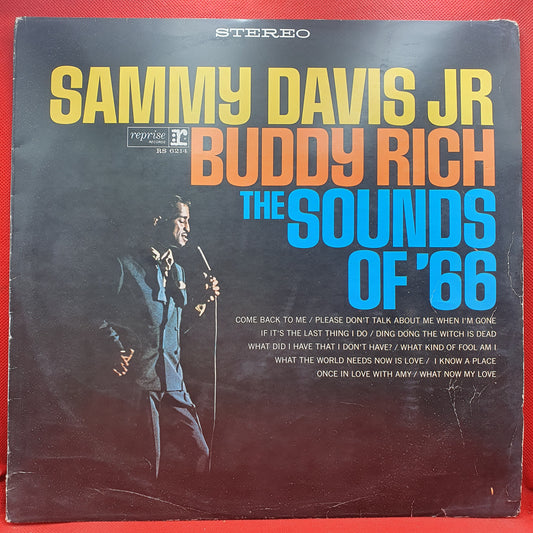 STEREO
SAMMY DAVIS JR
reprise
RECORDS
RS 6214
BUDDY RICH
THE SOUNDS
OF '66
COME BACK TO ME / PLEASE DON'T TALK ABOUT ME WHEN I'M GONE
IF IT'S THE LAST THING I DO / DING DONG THE WITCH IS DEAD
WHAT DID I HAVE THAT I DON'T HAVE? / WHAT KIND OF FOOL AM I
WHAT THE WORLD NEEDS NOW IS LOVE / I KNOW A PLACE
ONCE IN LOVE WITH AMY / WHAT NOW MY LOVE